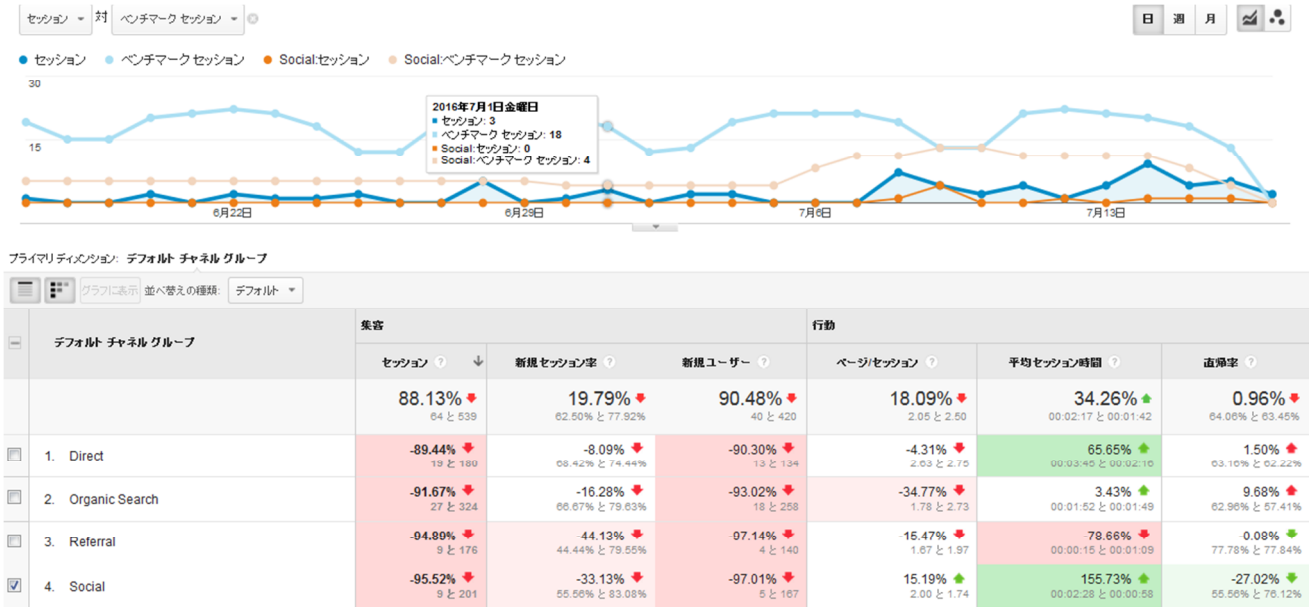 セッション 対 ベンチマーク セッション 日 週 月
セッション ベンチマーク セッション Social:セッション Social:ベンチマーク セッション
30
2016年7月1日金曜日
セッション: 3
ベンチマーク セッション: 18
Social:セッション: 0
Social:ベンチマーク セッション: 4
15
6月22日 6月29日 7月6日 7月13日
プライマリ ディメンション: デフォルト チャネル グループ
グラフに表示 並べ替えの種類: デフォルト
デフォルト チャネル グループ 集客 行動
セッション ? 新規セッション率 ? 新規ユーザー ? ページ/セッション ? 平均セッション時間 ? 直帰率 ?
88.13% 19.79% 90.48% 18.09% 34.26% 0.96%
64 と 539 62.50% と 77.92% 40 と 420 2.05 と 2.50 00:02:17 と 00:01:42 64.06% と 63.45%
1. Direct -89.44% -8.09% -90.30% -4.31% 65.65% 1.50%
19 と 180 68.42% と 74.44% 13 と 134 2.63 と 2.75 00:03:45 と 00:02:16 63.16% と 62.22%
2. Organic Search -91.67% -16.28% -93.02% -34.77% 3.43% 9.68%
27 と 324 66.67% と 79.63% 18 と 258 1.78 と 2.73 00:01:52 と 00:01:49 62.96% と 57.41%
3. Referral -94.89% -44.13% -97.14% -15.47% -78.66% -0.08%
9 と 176 44.44% と 79.55% 4 と 140 1.67 と 1.97 00:00:15 と 00:01:09 77.78% と 77.84%
4. Social -95.52% -33.13% -97.01% 15.19% 155.73% -27.02%
9 と 201 55.56% と 83.08% 5 と 167 2.00 と 1.74 00:02:28 と 00:00:58 55.56% と 76.12%